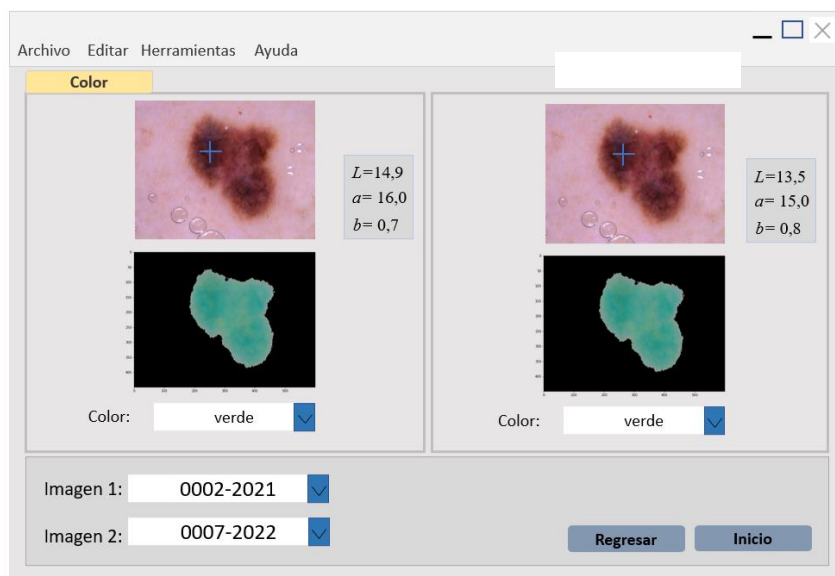 Archivo Editar Herramientas Ayuda
Color
L=14,9
a= 16,0
b= 0,7
Color: verde
L=13,5
a= 15,0
b= 0,8
Color: verde
Imagen 1: 0002-2021
Imagen 2: 0007-2022
Regresar Inicio